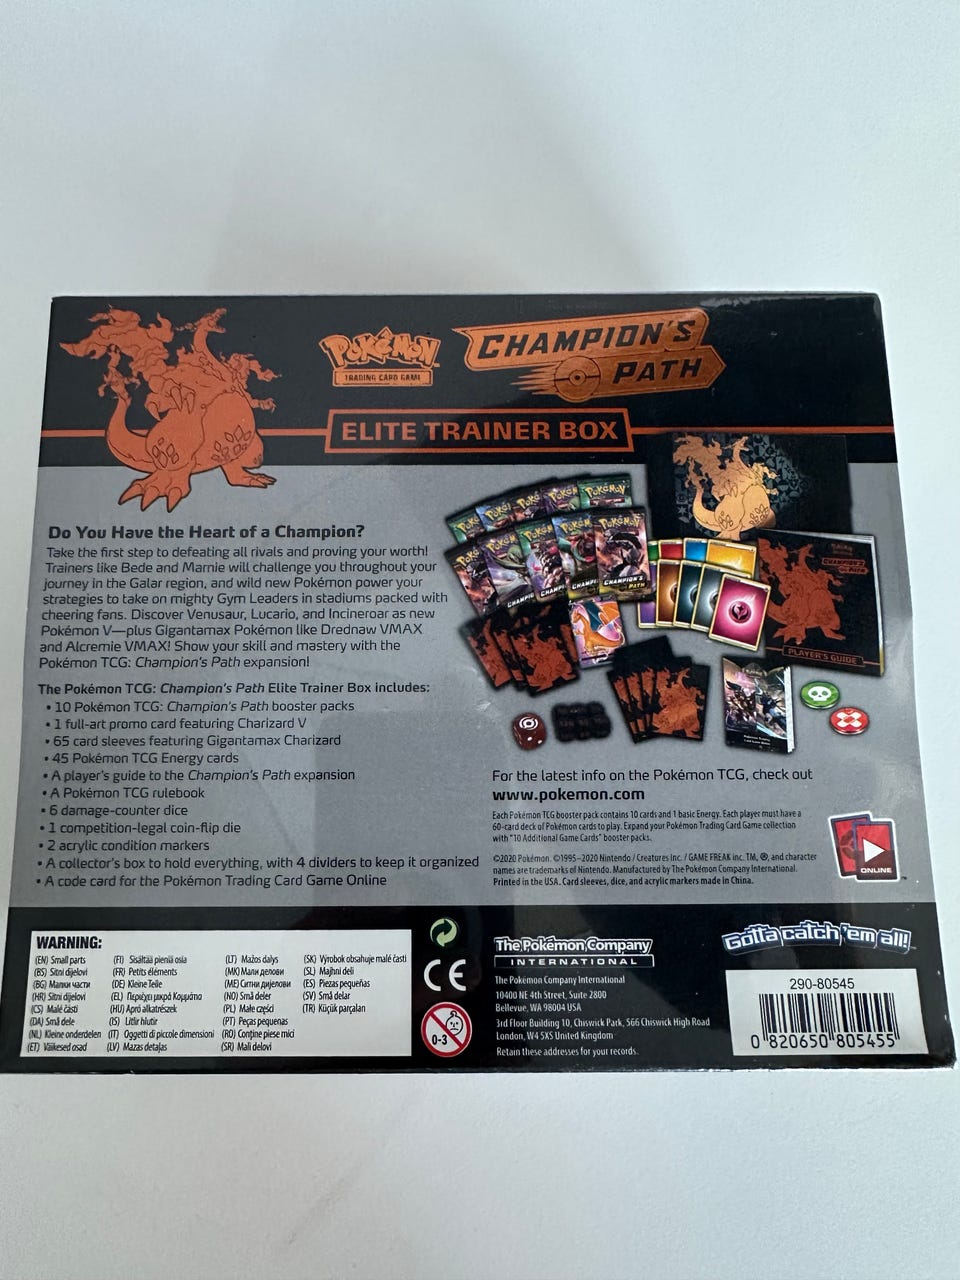 Pokémon
TRADING CARD GAME
CHAMPION'S
PATH
ELITE TRAINER BOX
Do You Have the Heart of a Champion?
Take the first step to defeating all rivals and proving your worth!
Trainers like Bede and Marnie will challenge you throughout your
journey in the Galar region, and wild new Pokémon power your
strategies to take on mighty Gym Leaders in stadiums packed with
cheering fans. Discover Venusaur, Lucario, and Incineroar as new
Pokémon V—plus Gigantamax Pokémon like Drednaw VMAX
and Alcremie VMAX! Show your skill and mastery with the
Pokémon TCG: Champion's Path expansion!
The Pokémon TCG: Champion's Path Elite Trainer Box includes:
• 10 Pokémon TCG: Champion's Path booster packs
• 1 full-art promo card featuring Charizard V
• 65 card sleeves featuring Gigantamax Charizard
• 45 Pokémon TCG Energy cards
• A player's guide to the Champion's Path expansion
• A Pokémon TCG rulebook
• 6 damage-counter dice
• 1 competition-legal coin-flip die
• 2 acrylic condition markers
• A collector's box to hold everything, with 4 dividers to keep it organized
• A code card for the Pokémon Trading Card Game Online
POKÉMON
CHAMPION'S
PATH
CHAMPION'S
PATH
PLAYER'S GUIDE
For the latest info on the Pokémon TCG, check out
www.pokemon.com
Each Pokémon TCG booster pack contains 10 cards and 1 basic Energy. Each player must have a
60-card deck of Pokémon cards to play. Expand your Pokémon Trading Card Game collection
with "10 Additional Game Cards" booster packs.
©2020 Pokémon. ©1995–2020 Nintendo / Creatures Inc. / GAME FREAK inc. TM, ®, and character
names are trademarks of Nintendo. Manufactured by The Pokémon Company International.
Printed in the USA. Card sleeves, dice, and acrylic markers made in China.
ONLINE
WARNING:
(EN) Small parts
(BS) Sitni dijelovi
(BG) Малки части
(HR) Sitni dijelovi
(CS) Malé části
(DA) Små dele
(NL) Kleine onderdelen
(ET) Väikesed osad
(FI) Sisältää pieniä osia
(FR) Petits éléments
(DE) Kleine Teile
(EL) Περιέχει μικρά Κομμάτια
(HU) Apró alkatrészek
(IS) Litlir hlutir
(IT) Oggetti di piccole dimensioni
(LV) Mazas detaļas
(LT) Mažos dalys
(MK) Мали делови
(ME) Ситни дијелови
(NO) Små deler
(PL) Małe części
(PT) Peças pequenas
(RO) Conține piese mici
(SR) Mali delovi
(SK) Výrobok obsahuje malé časti
(SL) Majhni deli
(ES) Piezas pequeñas
(SV) Små delar
(TR) Küçük parçalan
CE
0-3
The Pokémon Company
INTERNATIONAL
The Pokémon Company International
10400 NE 4th Street, Suite 2800
Bellevue, WA 98004 USA
3rd Floor Building 10, Chiswick Park, 566 Chiswick High Road
London, W4 5XS United Kingdom
Retain these addresses for your records.
Gotta catch 'em all!
290-80545
0 820650 805455